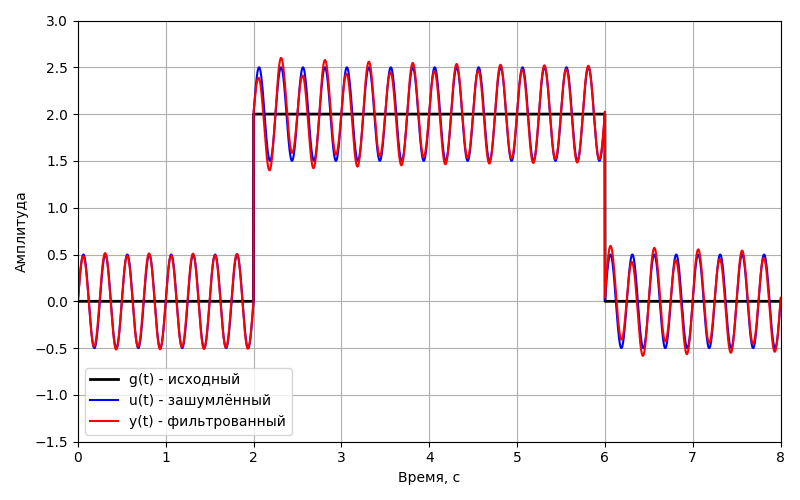 3.0
2.5
2.0
1.5
1.0
0.5
0.0
−0.5
−1.0
−1.5
Амплитуда
g(t) - исходный
u(t) - зашумлённый
y(t) - фильтрованный
0 1 2 3 4 5 6 7 8
Время, с